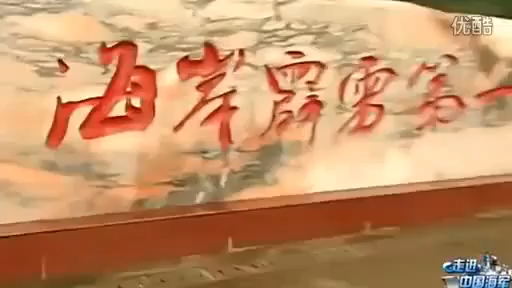 优酷
海岸霹雳第一
走进
中国海军